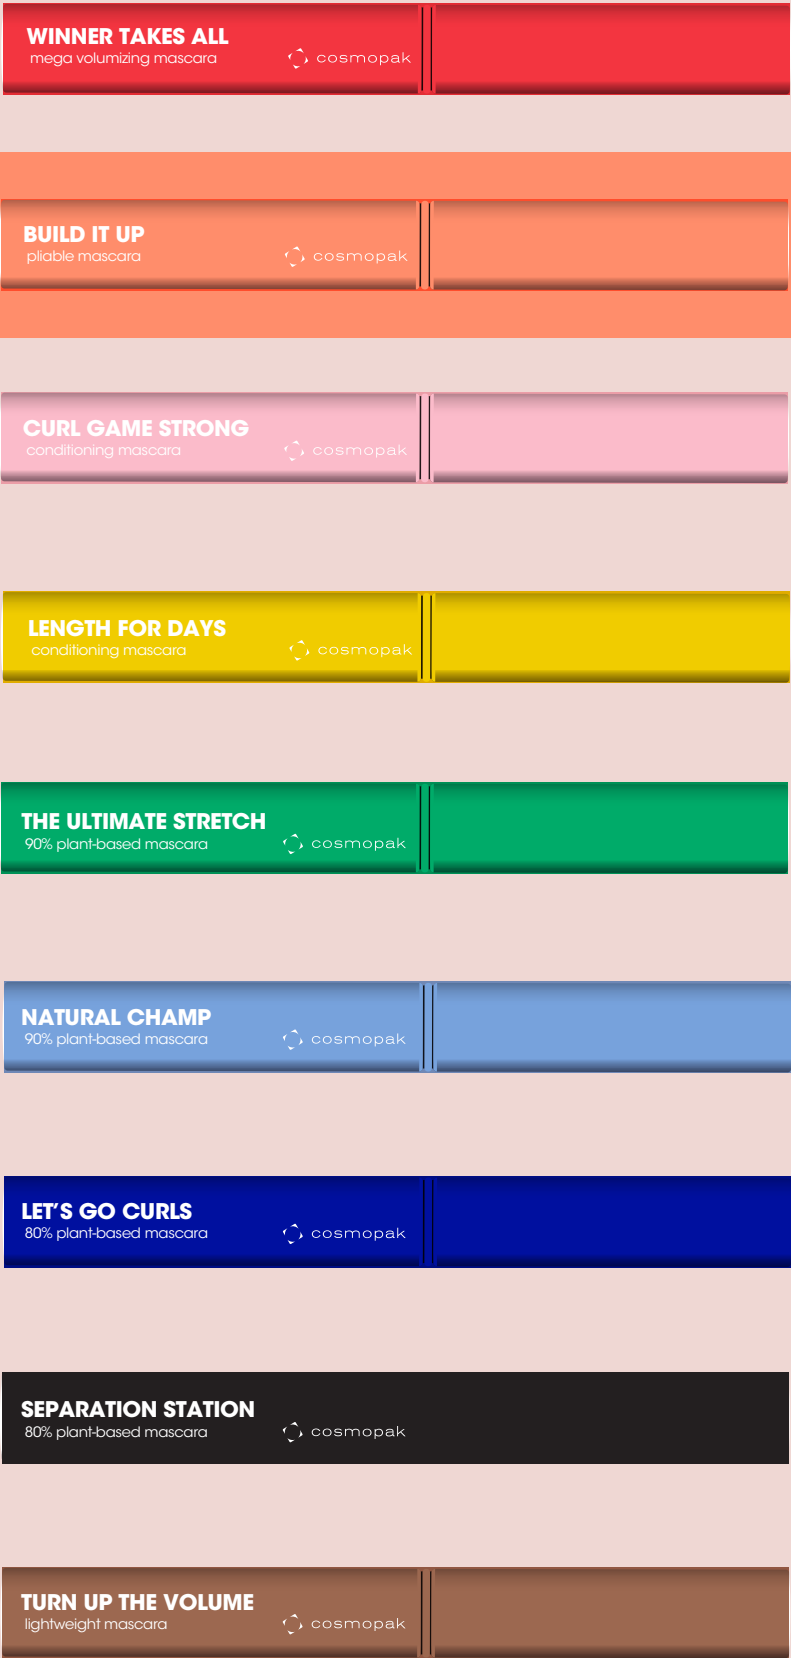 WINNER TAKES ALL
mega volumizing mascara
cosmopak
BUILD IT UP
pliable mascara
cosmopak
CURL GAME STRONG
conditioning mascara
cosmopak
LENGTH FOR DAYS
conditioning mascara
cosmopak
THE ULTIMATE STRETCH
90% plant-based mascara
cosmopak
NATURAL CHAMP
90% plant-based mascara
cosmopak
LET'S GO CURLS
80% plant-based mascara
cosmopak
SEPARATION STATION
80% plant-based mascara
cosmopak
TURN UP THE VOLUME
lightweight mascara
cosmopak